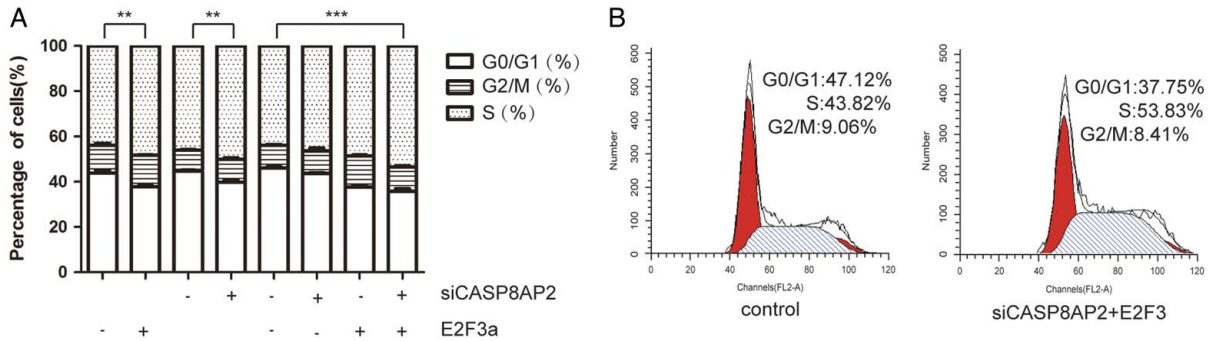 A
** ** ***
Percentage of cells(%)
100
80
60
40
20
0
G0/G1 (%)
G2/M (%)
S (%)
- + - + - + siCASP8AP2
- + - - + + E2F3a
B
Number
600
500
400
300
200
100
0
G0/G1:47.12%
S:43.82%
G2/M:9.06%
0 20 40 60 80 100 120
Channels(FL2-A)
control
Number
500
400
300
200
100
0
G0/G1:37.75%
S:53.83%
G2/M:8.41%
0 20 40 60 80 100 120
Channels(FL2-A)
siCASP8AP2+E2F3